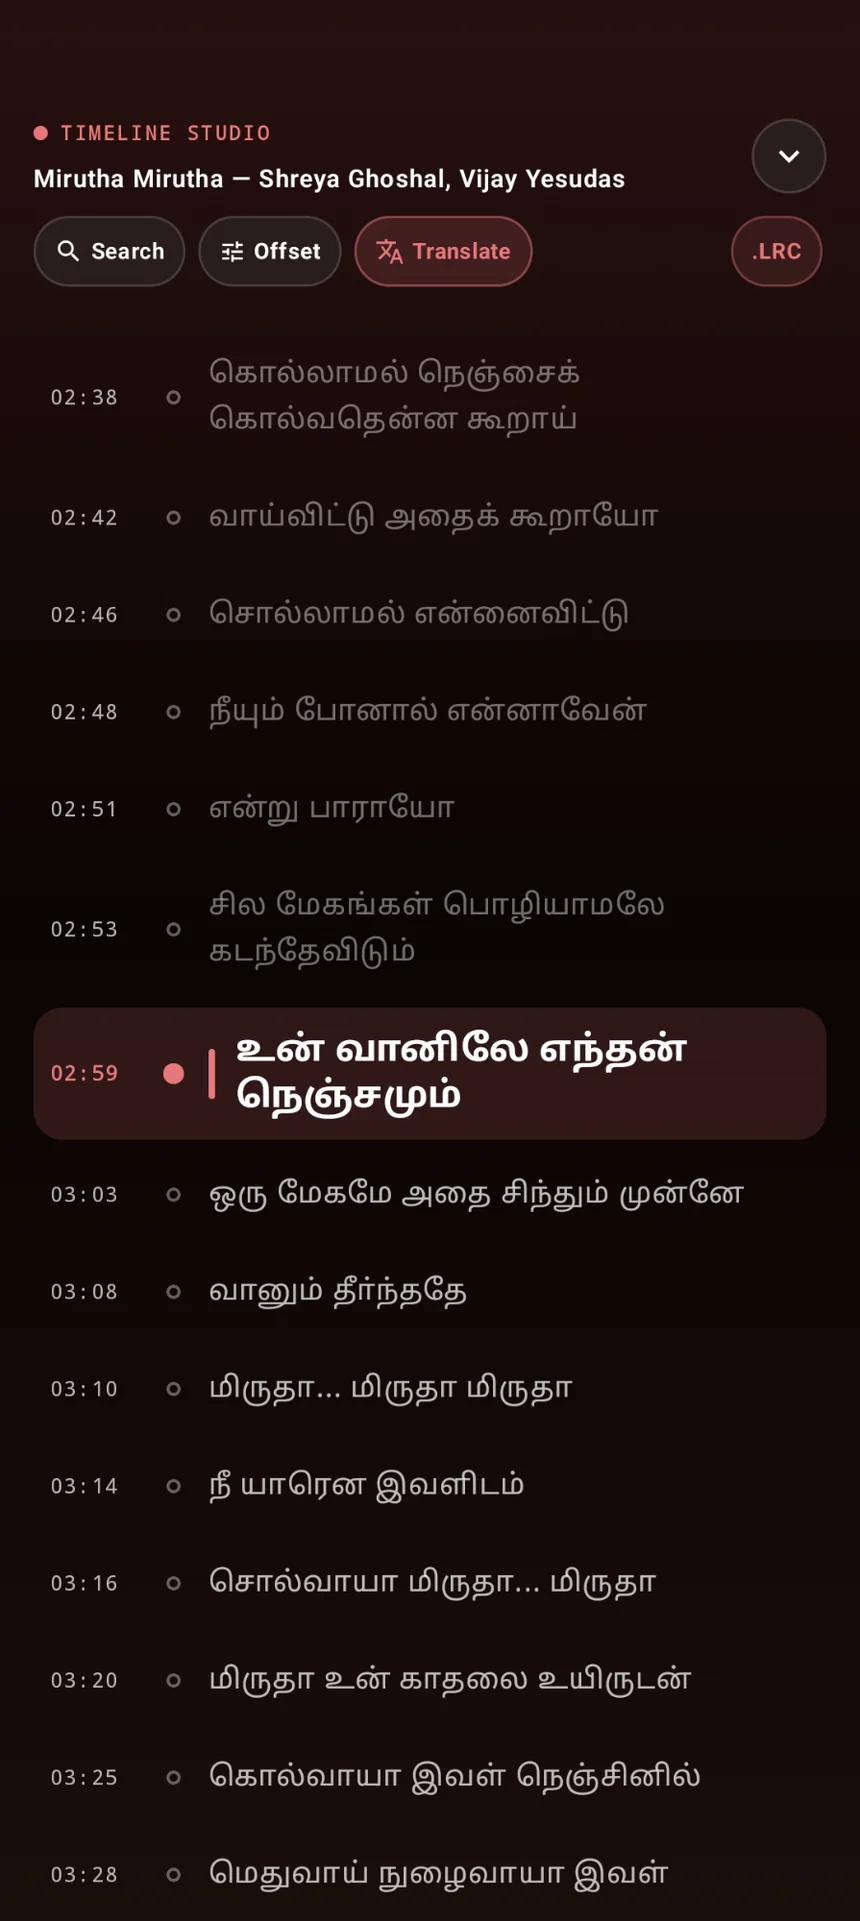 TIMELINE STUDIO
Mirutha Mirutha — Shreya Ghoshal, Vijay Yesudas
Search
Offset
Translate
.LRC
02:38
கொல்லாமல் நெஞ்சைக்
கொல்வதென்ன கூறாய்
02:42
வாய்விட்டு அதைக் கூறாயோ
02:46
சொல்லாமல் என்னைவிட்டு
02:48
நீயும் போனால் என்னாவேன்
02:51
என்று பாராயோ
02:53
சில மேகங்கள் பொழியாமலே
கடந்தேவிடும்
02:59
உன் வானிலே எந்தன்
நெஞ்சமும்
03:03
ஒரு மேகமே அதை சிந்தும் முன்னே
03:08
வானும் தீர்ந்ததே
03:10
மிருதா... மிருதா மிருதா
03:14
நீ யாரென இவளிடம்
03:16
சொல்வாயா மிருதா... மிருதா
03:20
மிருதா உன் காதலை உயிருடன்
03:25
கொல்வாயா இவள் நெஞ்சினில்
03:28
மெதுவாய் நுழைவாயா இவள்